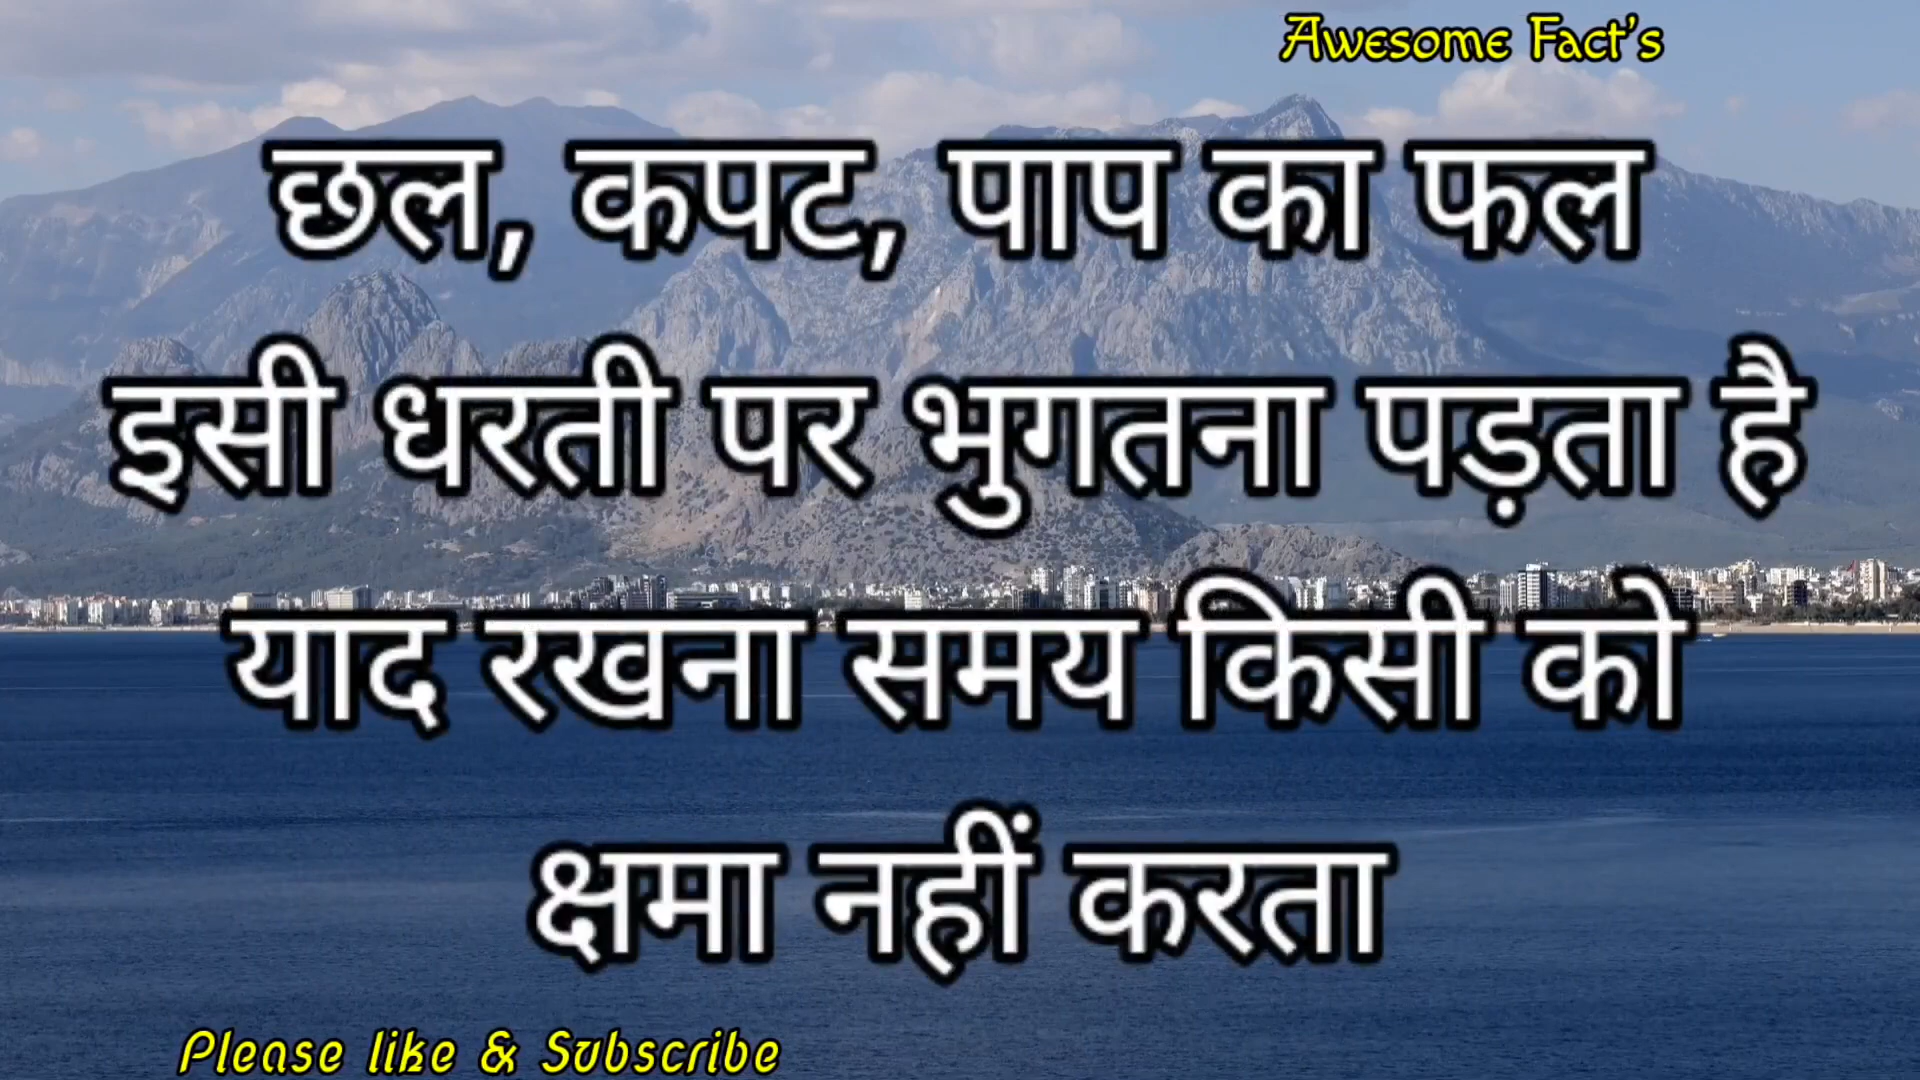 Awesome Fact's
छल, कपट, पाप का फल
इसी धरती पर भुगतना पड़ता है
याद रखना समय किसी को
क्षमा नहीं करता
Please like & Subscribe